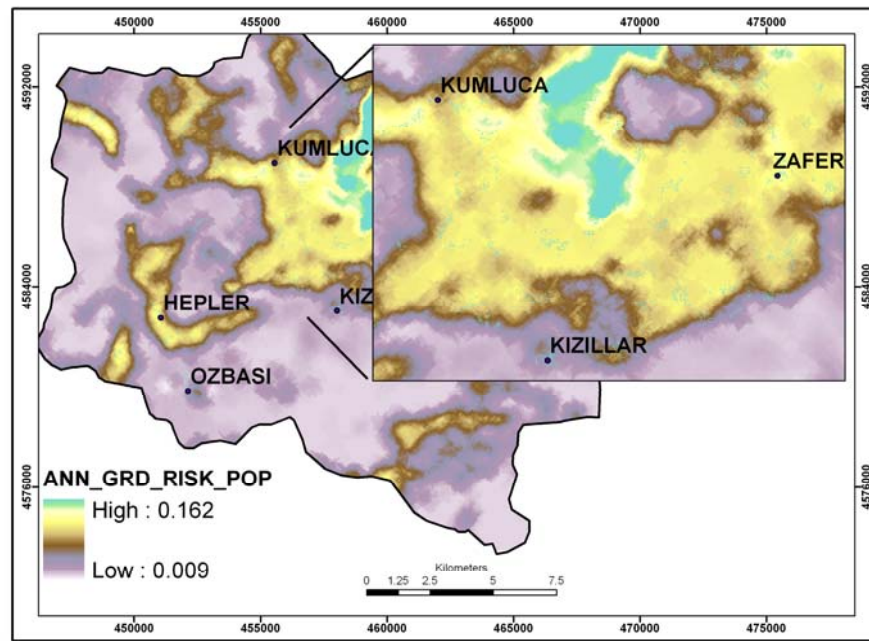 450000 455000 460000 465000 470000 475000
4592000 4592000
KUMLUCA
ZAFER
KIZILLAR
KUMLUCA
4584000 4584000
HEPLER
KIZ
OZBASI
ANN_GRD_RISK_POP
High : 0.162
Low : 0.009
4576000 4576000
Kilometers
0 1.25 2.5 5 7.5
450000 455000 460000 465000 470000 475000